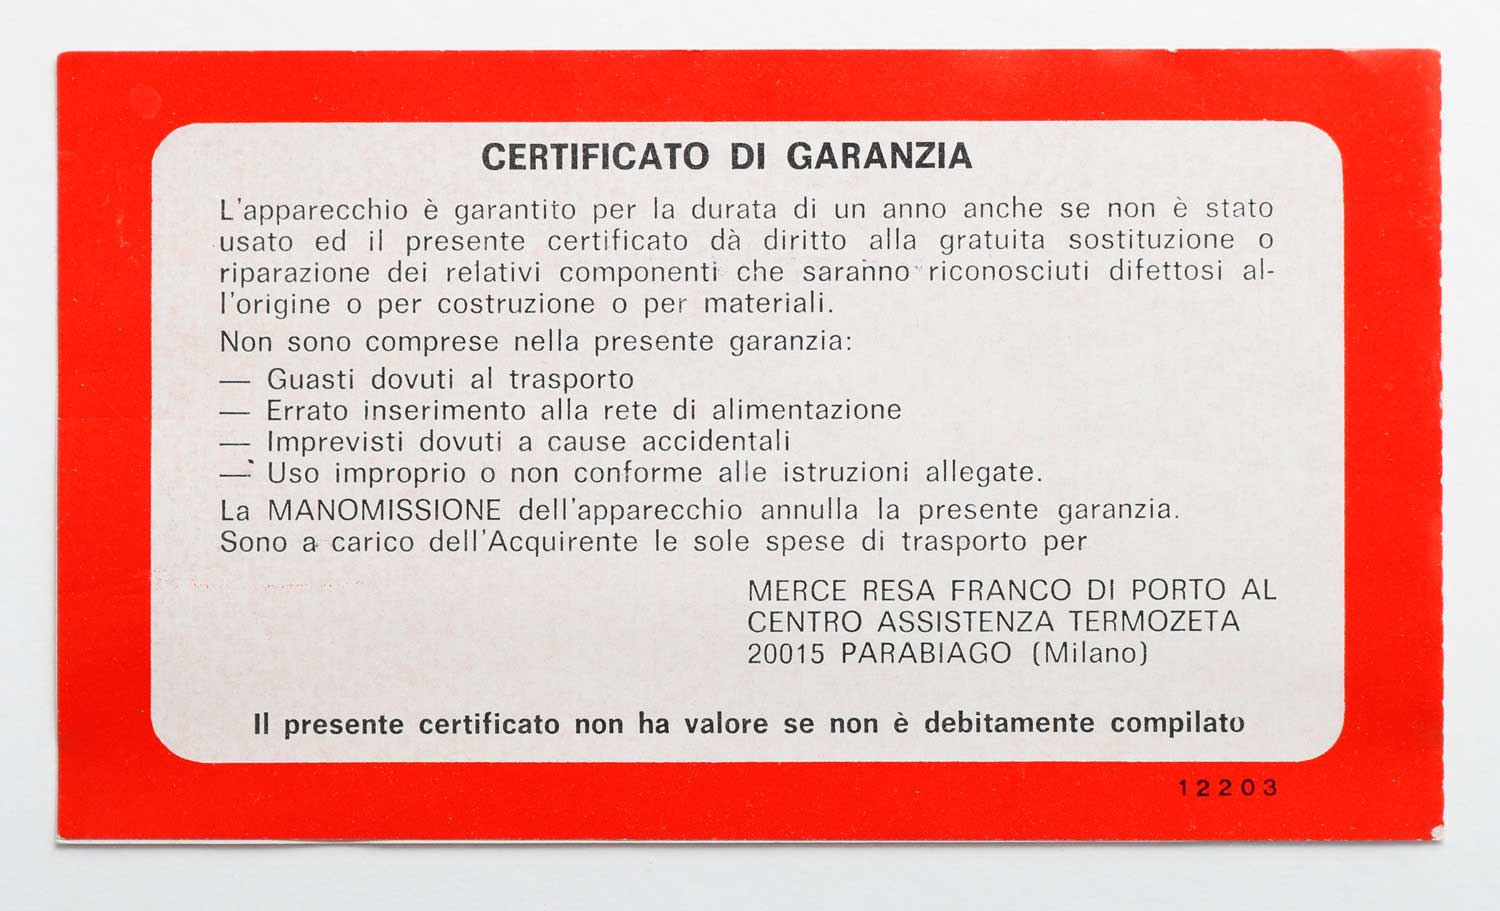 CERTIFICATO DI GARANZIA
L'apparecchio è garantito per la durata di un anno anche se non è stato
usato ed il presente certificato dà diritto alla gratuita sostituzione o
riparazione dei relativi componenti che saranno riconosciuti difettosi al-
l'origine o per costruzione o per materiali.
Non sono comprese nella presente garanzia:
— Guasti dovuti al trasporto
— Errato inserimento alla rete di alimentazione
— Imprevisti dovuti a cause accidentali
— Uso improprio o non conforme alle istruzioni allegate.
La MANOMISSIONE dell'apparecchio annulla la presente garanzia.
Sono a carico dell'Acquirente le sole spese di trasporto per
MERCE RESA FRANCO DI PORTO AL
CENTRO ASSISTENZA TERMOZETA
20015 PARABIAGO (Milano)
Il presente certificato non ha valore se non è debitamente compilato
12203